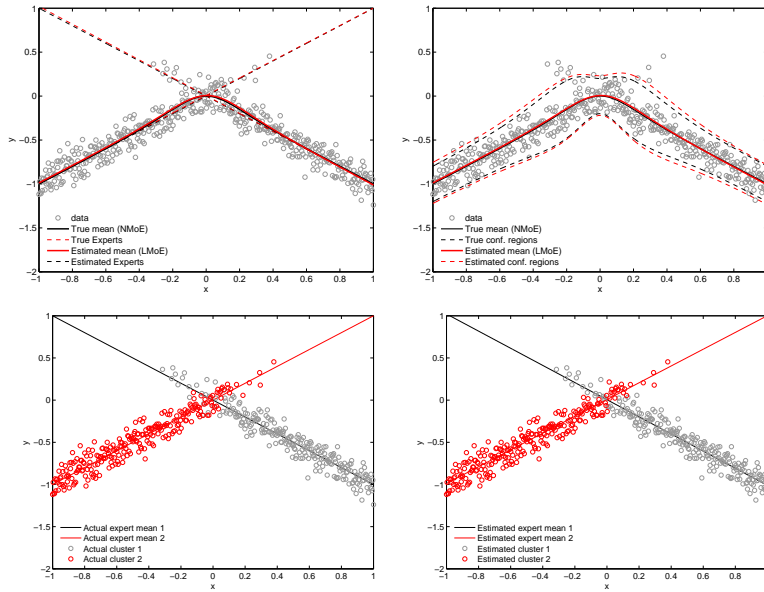 1
0.5
0
−0.5
−1
−1.5
−2
y
data
True mean (NMoE)
True Experts
Estimated mean (LMoE)
Estimated Experts
−1 −0.8 −0.6 −0.4 −0.2 0 0.2 0.4 0.6 0.8 1
x
1
0.5
0
−0.5
−1
−1.5
−2
y
data
True mean (NMoE)
True conf. regions
Estimated mean (LMoE)
Estimated conf. regions
−1 −0.8 −0.6 −0.4 −0.2 0 0.2 0.4 0.6 0.8
x
1
0.5
0
−0.5
−1
−1.5
−2
y
Actual expert mean 1
Actual expert mean 2
Actual cluster 1
Actual cluster 2
−1 −0.8 −0.6 −0.4 −0.2 0 0.2 0.4 0.6 0.8 1
x
1
0.5
0
−0.5
−1
−1.5
−2
y
Estimated expert mean 1
Estimated expert mean 2
Estimated cluster 1
Estimated cluster 2
−1 −0.8 −0.6 −0.4 −0.2 0 0.2 0.4 0.6 0.8
x